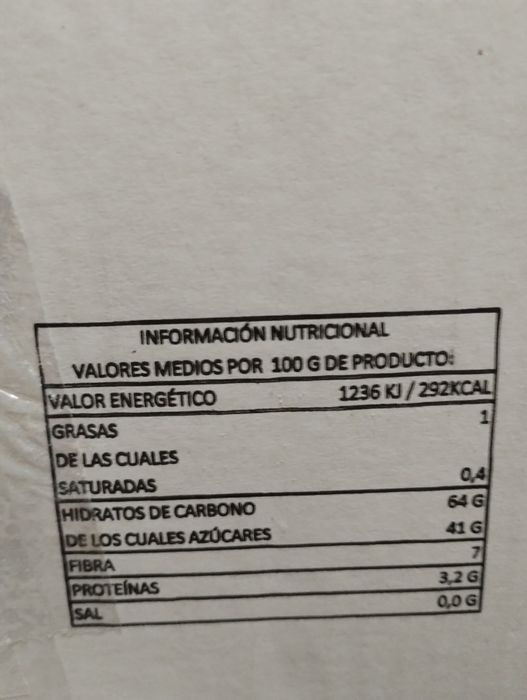 INFORMACIÓN NUTRICIONAL
VALORES MEDIOS POR 100 G DE PRODUCTO:
VALOR ENERGÉTICO 1236 KJ / 292KCAL
GRASAS 1
DE LAS CUALES
SATURADAS 0,4
HIDRATOS DE CARBONO 64 G
DE LOS CUALES AZÚCARES 41 G
FIBRA 7
PROTEÍNAS 3,2 G
SAL 0,0 G